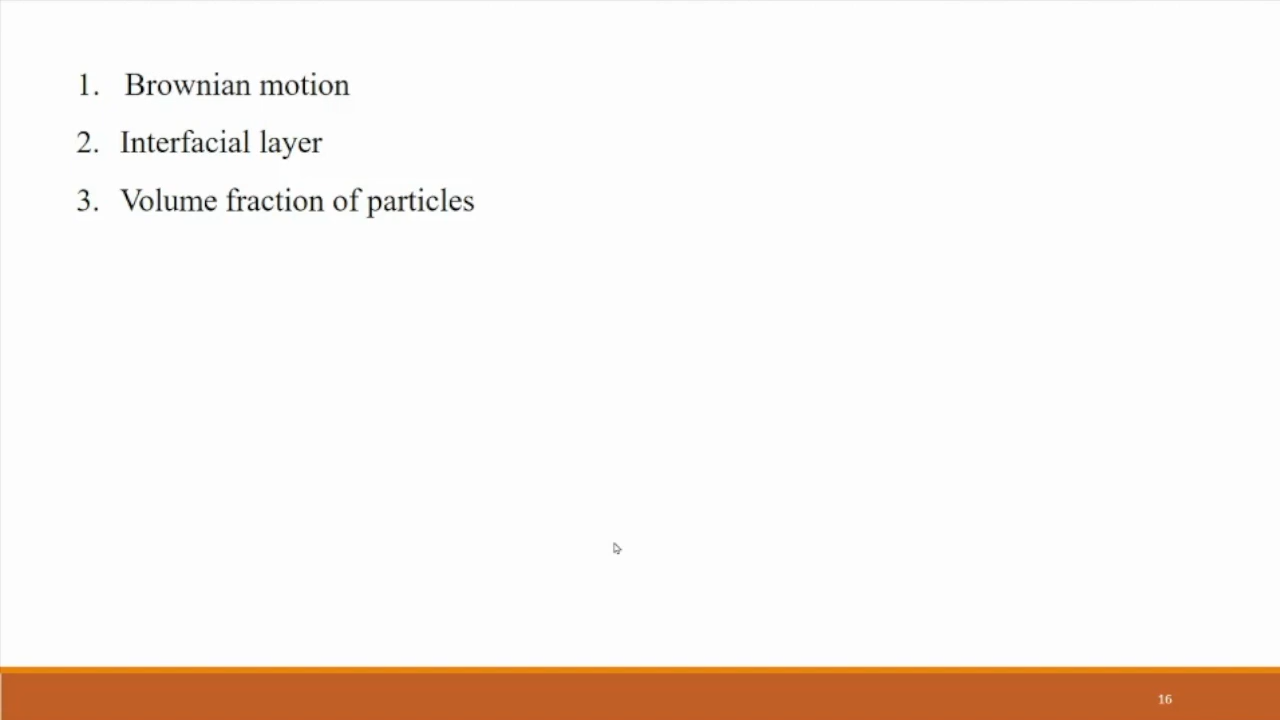 1. Brownian motion
2. Interfacial layer
3. Volume fraction of particles
16